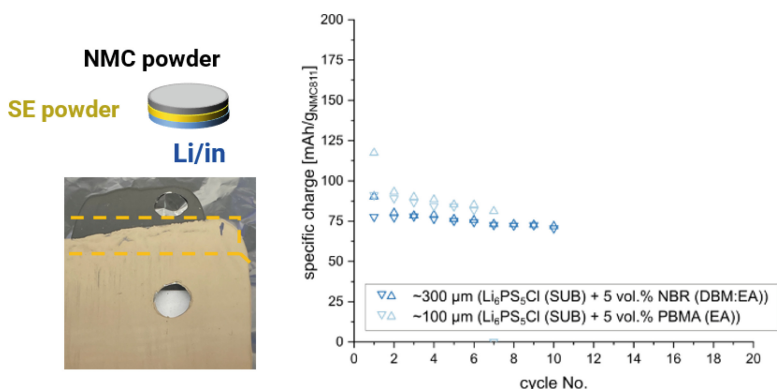 NMC powder
SE powder
Li/in
specific charge [mAh/gNMC811]
200
175
150
125
100
75
50
25
0
~300 µm (Li₆PS₅Cl (SUB) + 5 vol.% NBR (DBM:EA))
~100 µm (Li₆PS₅Cl (SUB) + 5 vol.% PBMA (EA))
0 2 4 6 8 10 12 14 16 18 20
cycle No.